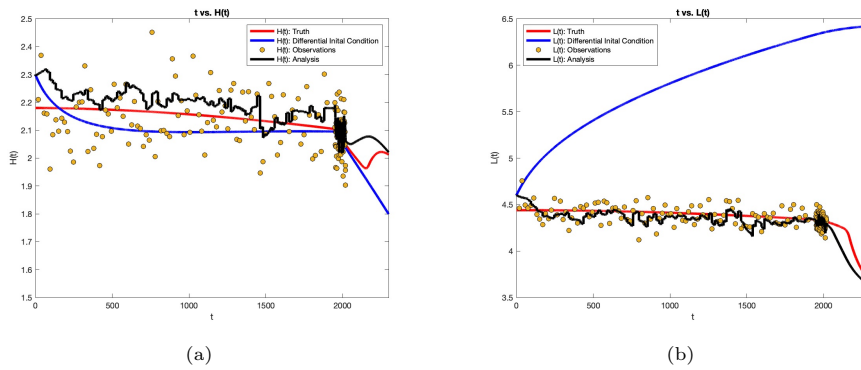 t vs. H(t)
H(t): Truth
H(t): Differential Inital Condition
H(t): Observations
H(t): Analysis
2.5
2.4
2.3
2.2
2.1
2
1.9
1.8
1.7
1.6
1.5
H(t)
0
500
1000
1500
2000
t
(a)
t vs. L(t)
L(t): Truth
L(t): Differential Inital Condition
L(t): Observations
L(t): Analysis
6.5
6
5.5
5
4.5
4
3.5
L(t)
0
500
1000
1500
2000
t
(b)